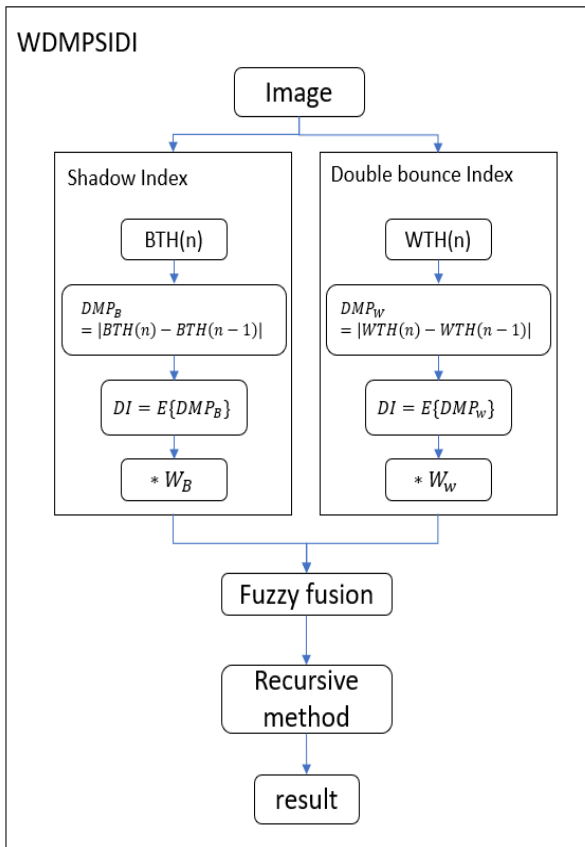 WDMPSIDI
Image
Shadow Index
BTH(n)
DMP_B
= |BTH(n) − BTH(n − 1)|
DI = E{DMP_B}
∗ W_B
Double bounce Index
WTH(n)
DMP_W
= |WTH(n) − WTH(n − 1)|
DI = E{DMP_w}
∗ W_w
Fuzzy fusion
Recursive
method
result